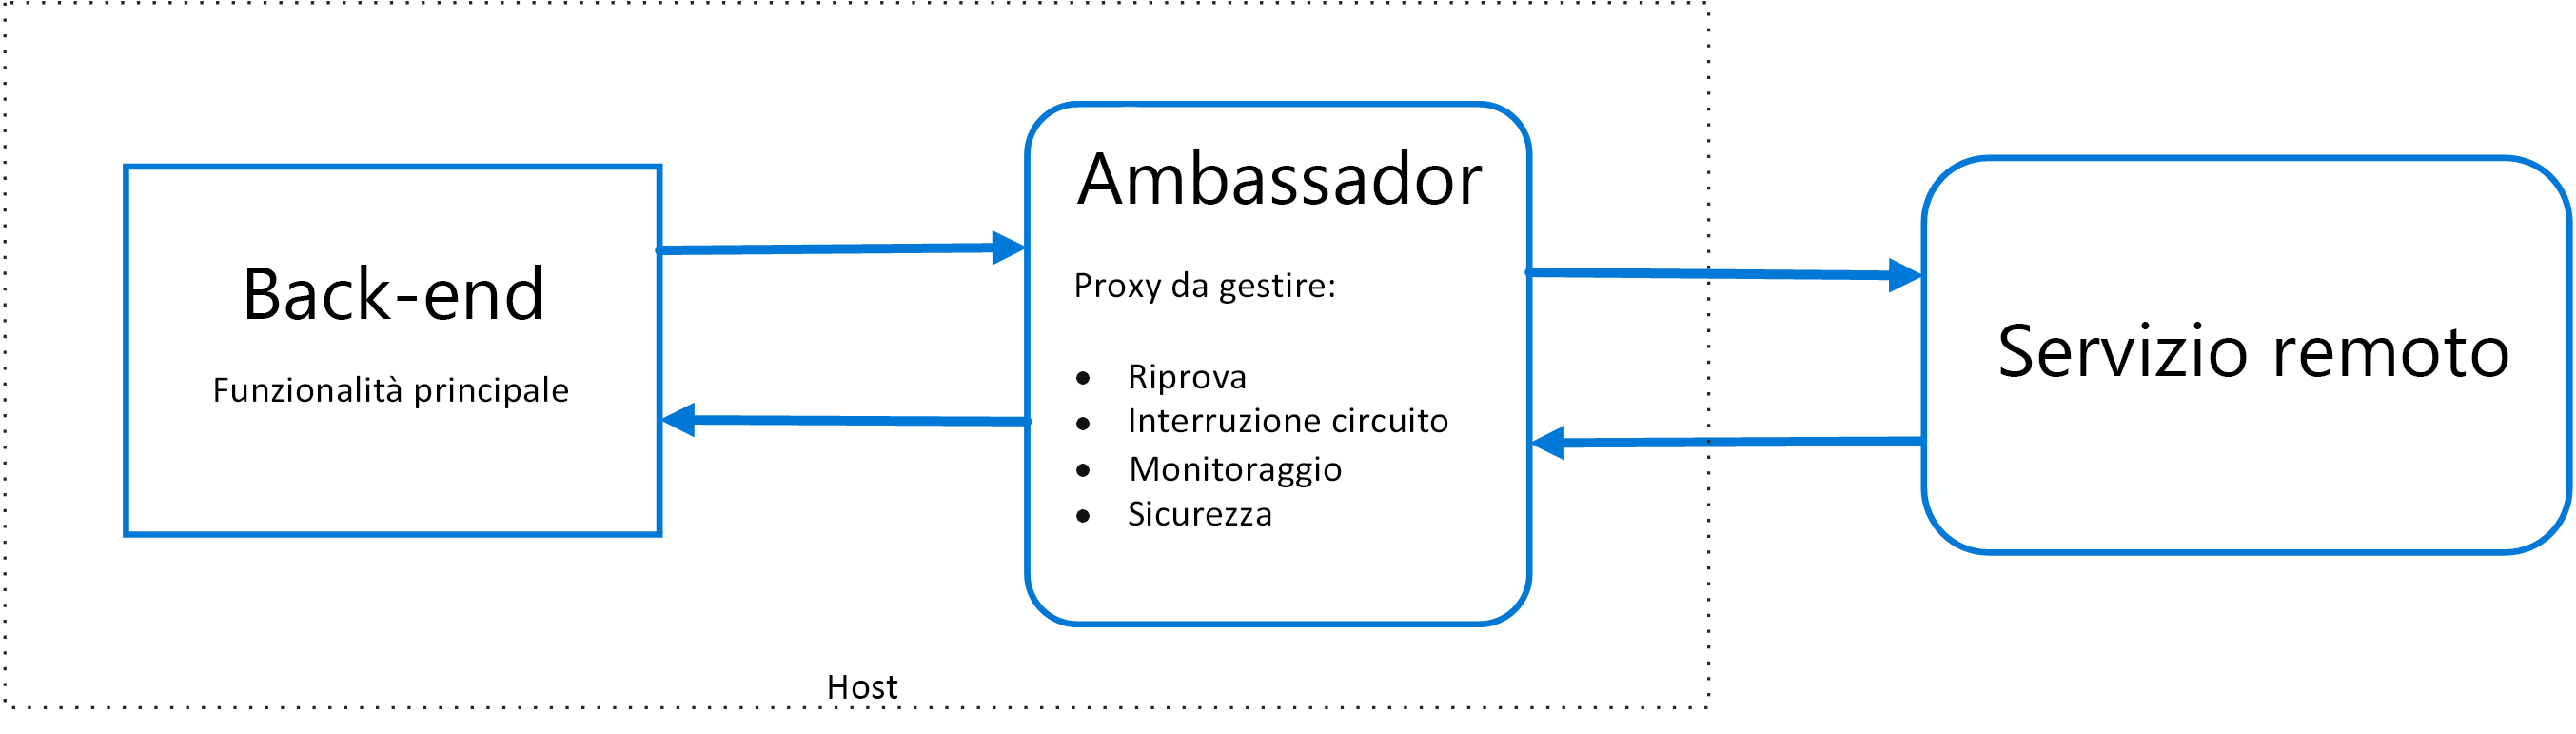 Back-end
Funzionalità principale
Ambassador
Proxy da gestire:
● Riprova
● Interruzione circuito
● Monitoraggio
● Sicurezza
Servizio remoto
Host